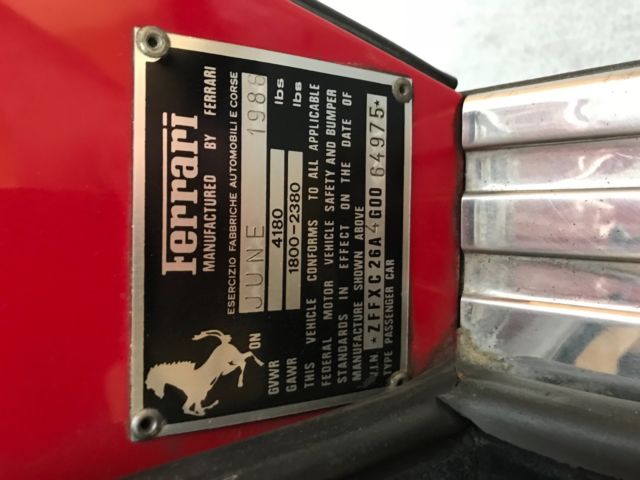 Ferrari
MANUFACTURED BY FERRARI
ESERCIZIO FABBRICHE AUTOMOBILI E CORSE
ON JUNE 1986
GVWR 4180 lbs
GAWR 1800-2380 lbs
THIS VEHICLE CONFORMS TO ALL APPLICABLE
FEDERAL MOTOR VEHICLE SAFETY AND BUMPER
STANDARDS IN EFFECT ON THE DATE OF
MANUFACTURE SHOWN ABOVE
V.I.N. *ZFFXC26A4G0064975*
TYPE PASSENGER CAR